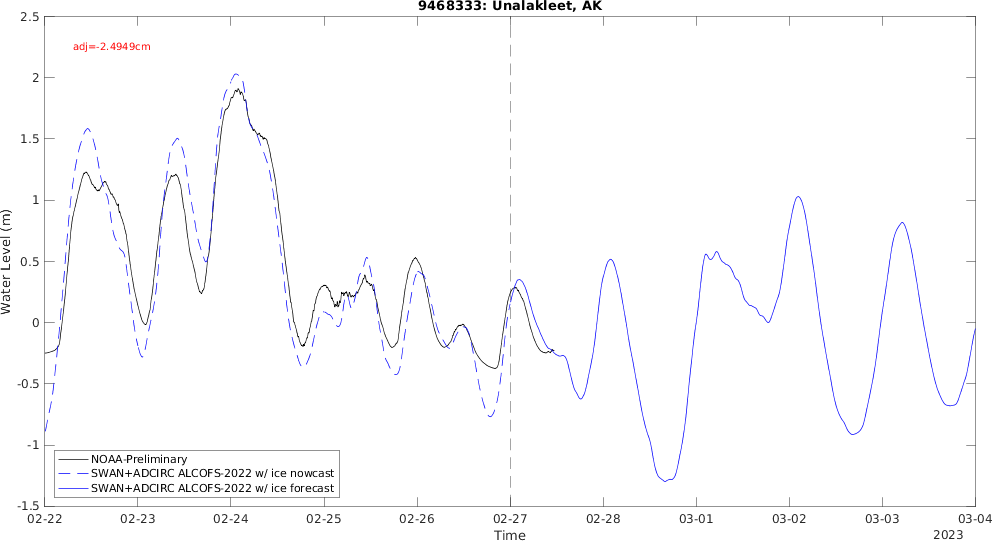 9468333: Unalakleet, AK
adj=-2.4949cm
2.5
2
1.5
1
0.5
0
-0.5
-1
-1.5
Water Level (m)
NOAA-Preliminary
SWAN+ADCIRC ALCOFS-2022 w/ ice nowcast
SWAN+ADCIRC ALCOFS-2022 w/ ice forecast
02-22 02-23 02-24 02-25 02-26 02-27 02-28 03-01 03-02 03-03 03-04
Time
2023